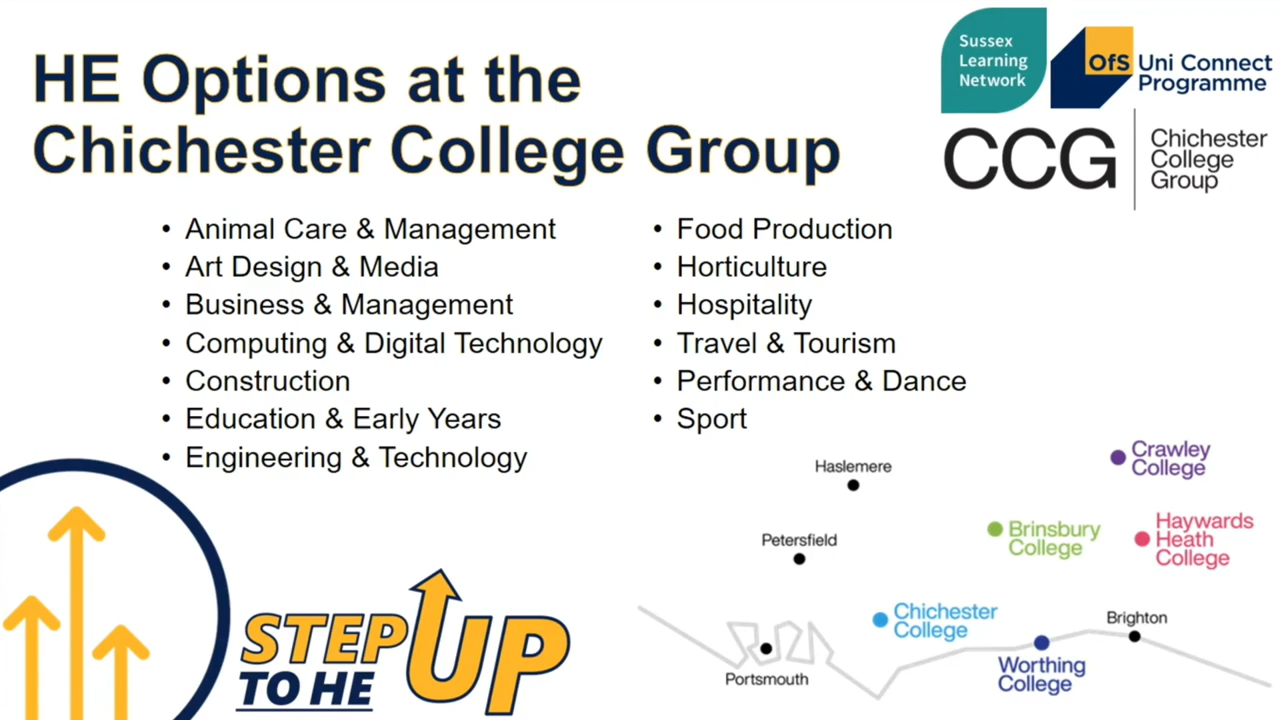 HE Options at the
Chichester College Group
Sussex
Learning
Network
OfS Uni Connect
Programme
CCG
Chichester
College
Group
• Animal Care & Management
• Art Design & Media
• Business & Management
• Computing & Digital Technology
• Construction
• Education & Early Years
• Engineering & Technology
• Food Production
• Horticulture
• Hospitality
• Travel & Tourism
• Performance & Dance
• Sport
STEP UP
TO HE
Haslemere
Crawley
College
Petersfield
Brinsbury
College
Haywards
Heath
College
Chichester
College
Brighton
Portsmouth
Worthing
College